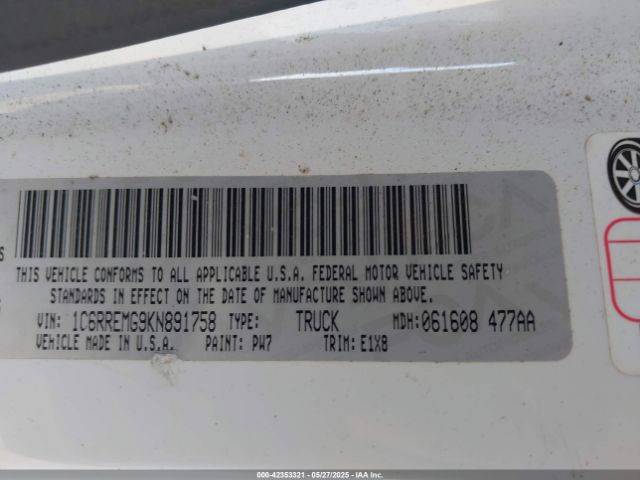 THIS VEHICLE CONFORMS TO ALL APPLICABLE U.S.A. FEDERAL MOTOR VEHICLE SAFETY
STANDARDS IN EFFECT ON THE DATE OF MANUFACTURE SHOWN ABOVE.
VIN: 1C6RREMG9KN891758 TYPE: TRUCK MDH:061608 477AA
VEHICLE MADE IN U.S.A. PAINT: PW7 TRIM: E1X8
000-42353321 | 05/27/2025 | IAA Inc.